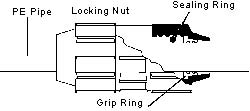 Sealing Ring
Locking Nut
PE Pipe
Grip Ring